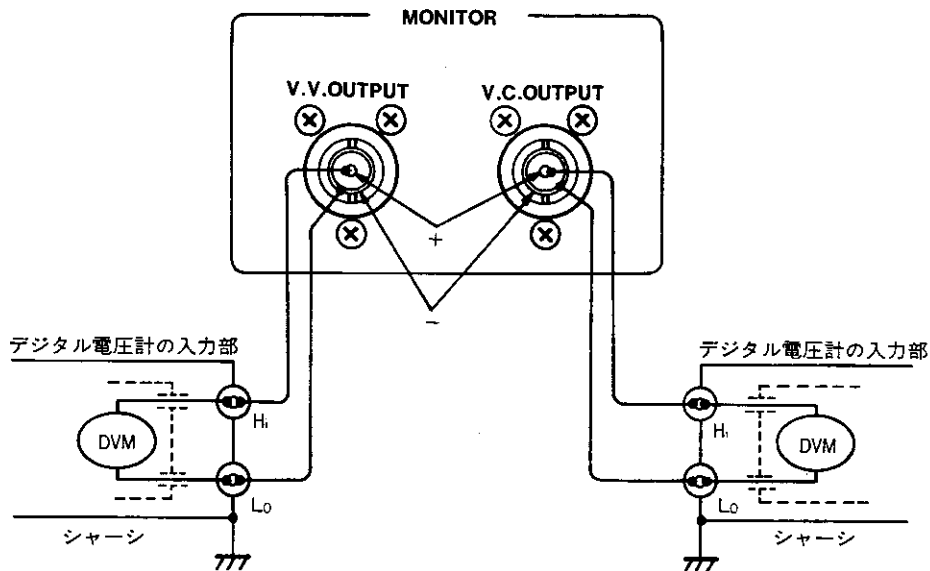 MONITOR
V.V.OUTPUT
V.C.OUTPUT
+
−
デジタル電圧計の入力部
デジタル電圧計の入力部
Hi
Hi
DVM
DVM
Lo
Lo
シャーシ
シャーシ